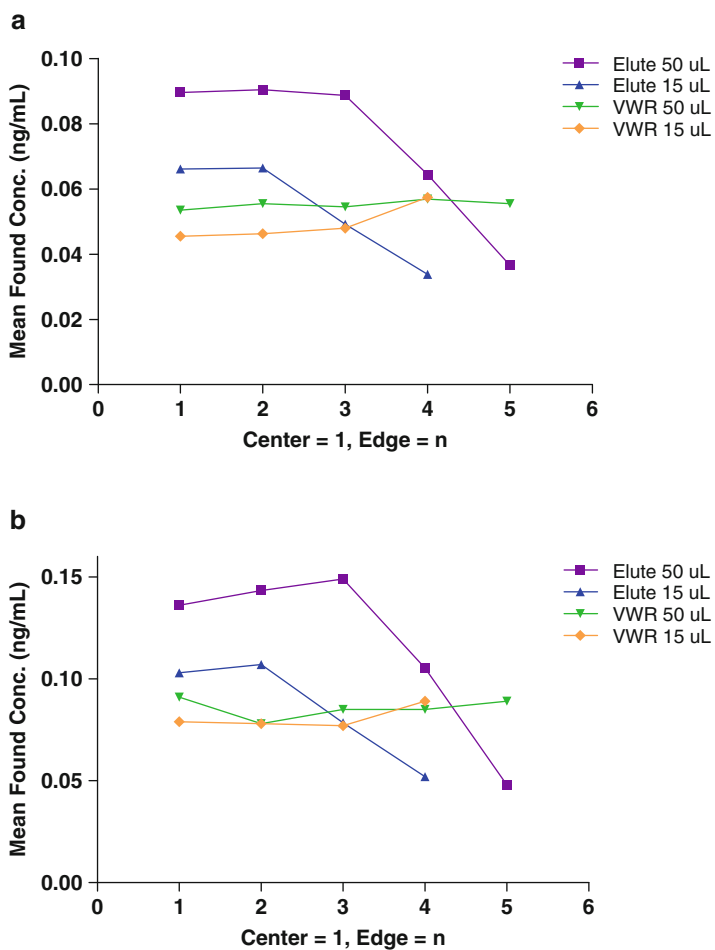 a
0.10
0.08
0.06
0.04
0.02
0.00
Mean Found Conc. (ng/mL)
0 1 2 3 4 5 6
Center = 1, Edge = n
Elute 50 uL
Elute 15 uL
VWR 50 uL
VWR 15 uL
b
0.15
0.10
0.05
0.00
Mean Found Conc. (ng/mL)
0 1 2 3 4 5 6
Center = 1, Edge = n
Elute 50 uL
Elute 15 uL
VWR 50 uL
VWR 15 uL